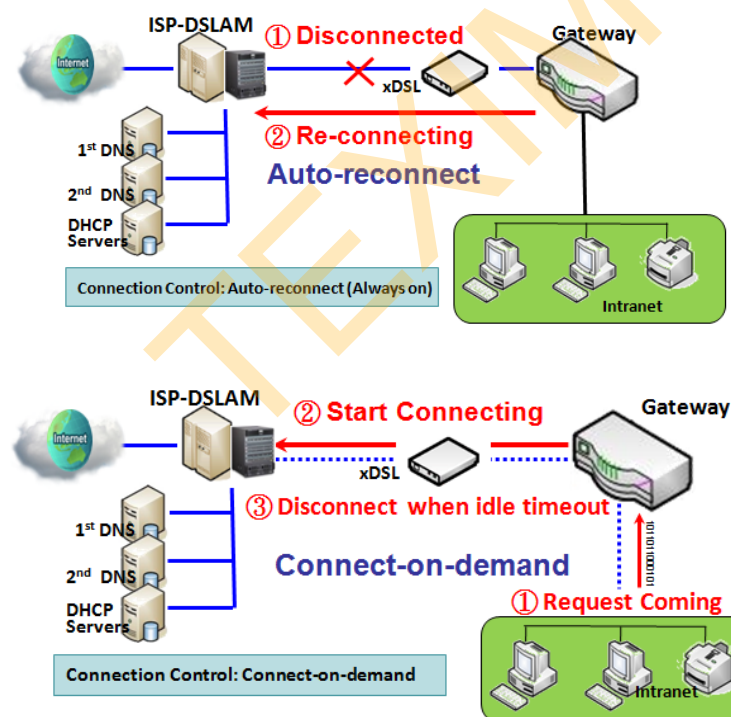 ISP-DSLAM
① Disconnected
Gateway
Internet
xDSL
② Re-connecting
1st DNS
Auto-reconnect
2nd DNS
DHCP
Servers
Connection Control: Auto-reconnect (Always on)
Intranet
ISP-DSLAM
② Start Connecting
Gateway
Internet
xDSL
③ Disconnect when idle timeout
1st DNS
101101000101
2nd DNS
Connect-on-demand
DHCP
Servers
① Request Coming
Connection Control: Connect-on-demand
Intranet
TEXIM